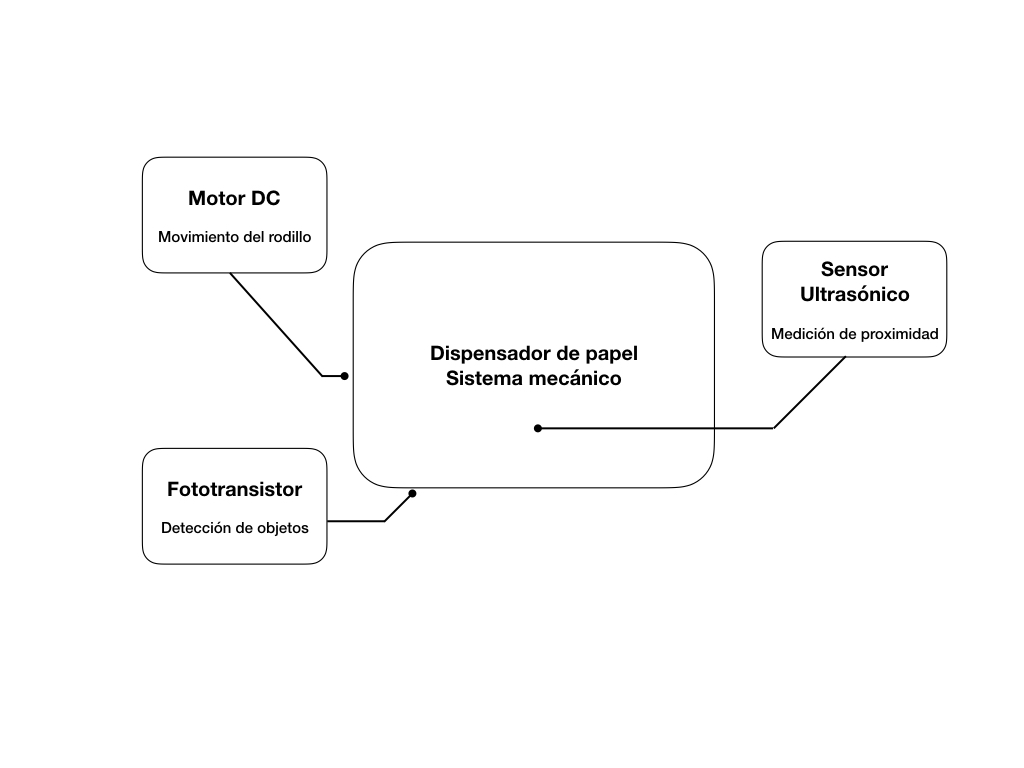 Motor DC
Movimiento del rodillo
Sensor
Ultrasónico
Medición de proximidad
Dispensador de papel
Sistema mecánico
Fototransistor
Detección de objetos